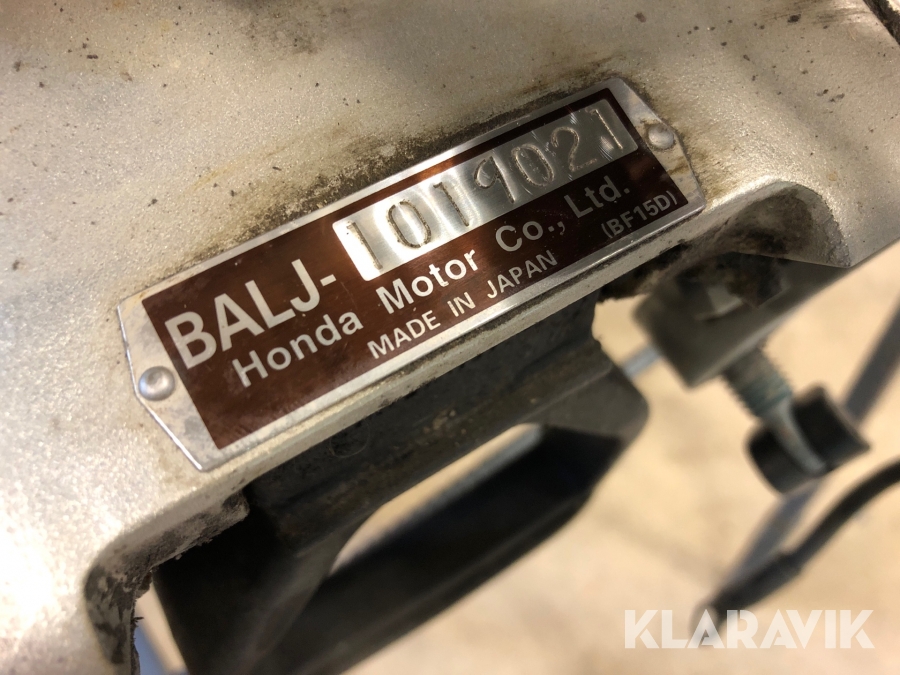 BALJ-1019021
Honda Motor Co., Ltd.
MADE iN JAPAN (BF15D)
KLARAVIK